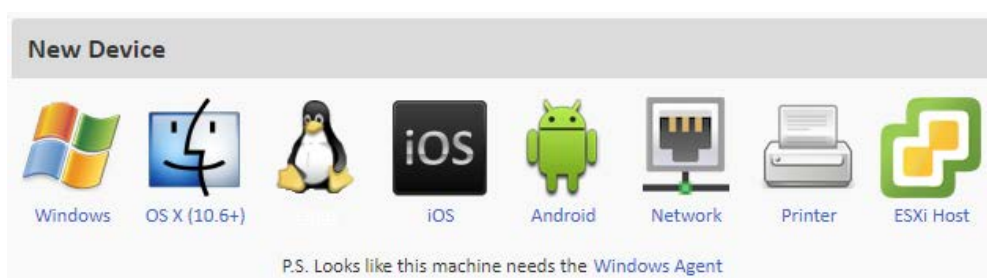 New Device
iOS
Windows OS X (10.6+) iOS Android Network Printer ESXi Host
P.S. Looks like this machine needs the Windows Agent